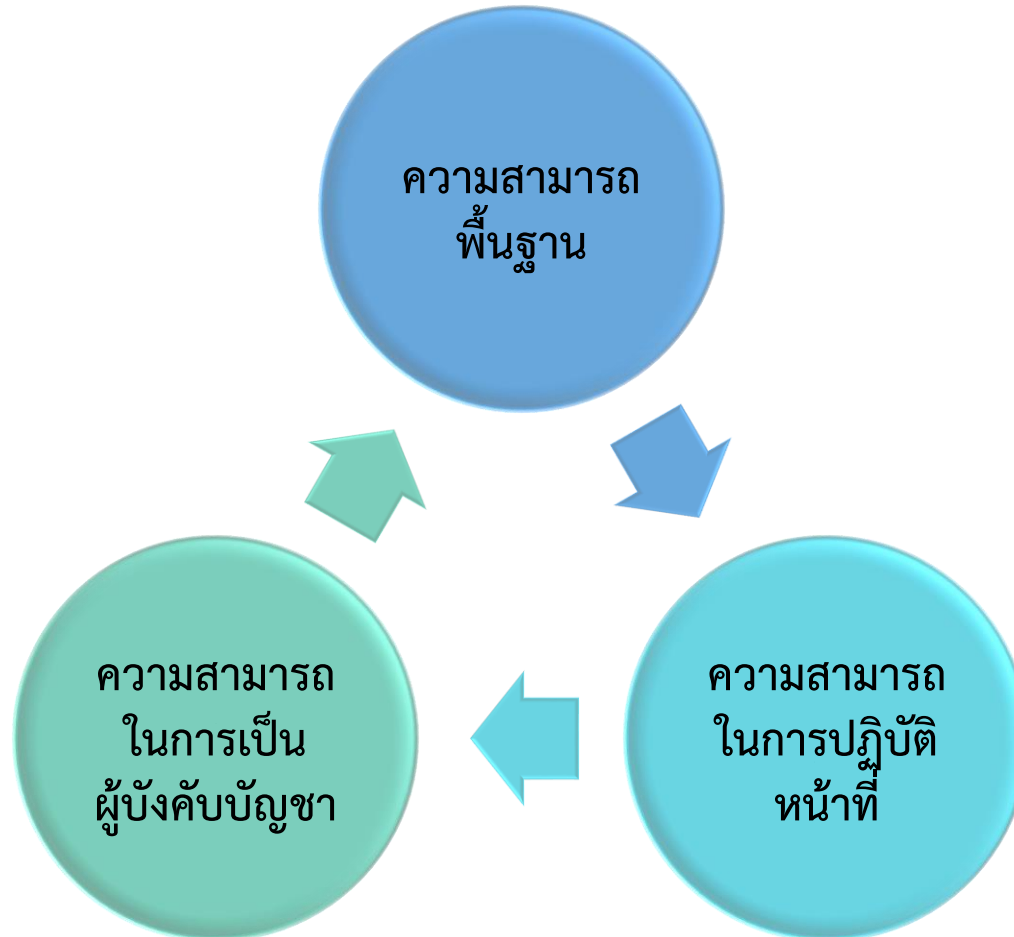 ความสามารถ
พื้นฐาน
ความสามารถ
ในการปฏิบัติ
หน้าที่
ความสามารถ
ในการเป็น
ผู้บังคับบัญชา